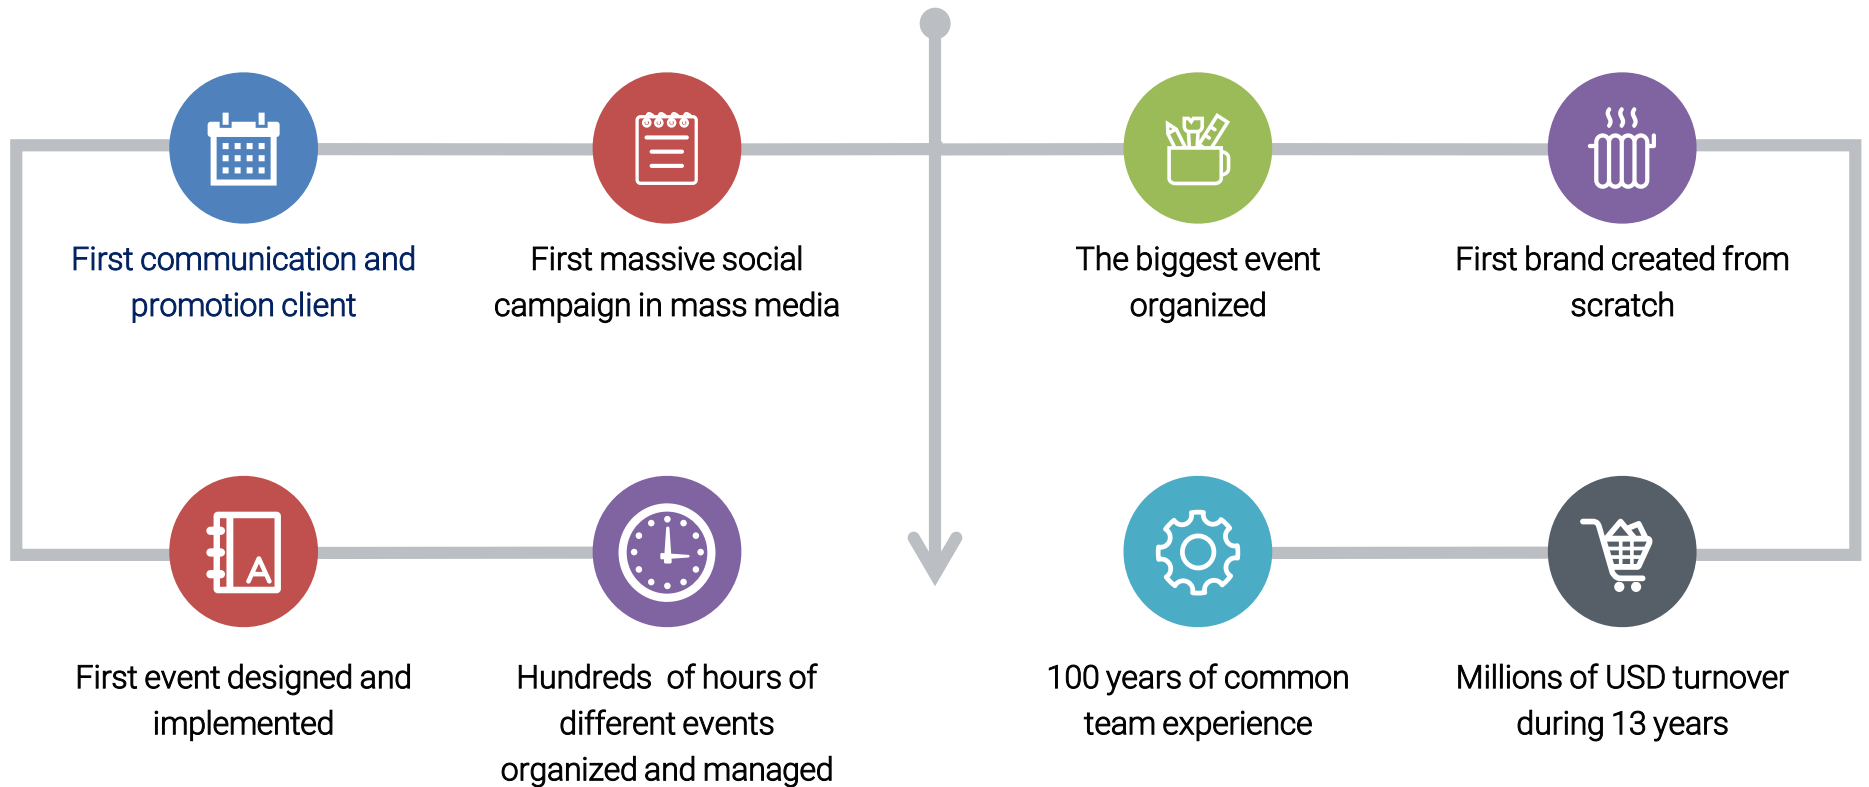 First communication and
promotion client
First massive social
campaign in mass media
The biggest event
organized
First brand created from
scratch
A
First event designed and
implemented
Hundreds  of hours of
different events
organized and managed
100 years of common
team experience
Millions of USD turnover
during 13 years